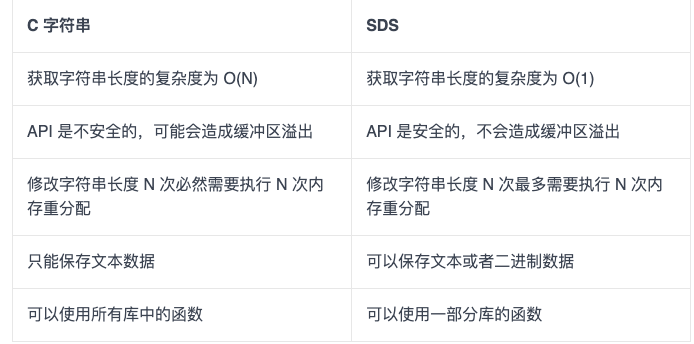 C 字符串
SDS
获取字符串长度的复杂度为 O(N)
获取字符串长度的复杂度为 O(1)
API 是不安全的，可能会造成缓冲区溢出
API 是安全的，不会造成缓冲区溢出
修改字符串长度 N 次必然需要执行 N 次内
存重分配
修改字符串长度 N 次最多需要执行 N 次内
存重分配
只能保存文本数据
可以保存文本或者二进制数据
可以使用所有库中的函数
可以使用一部分库的函数